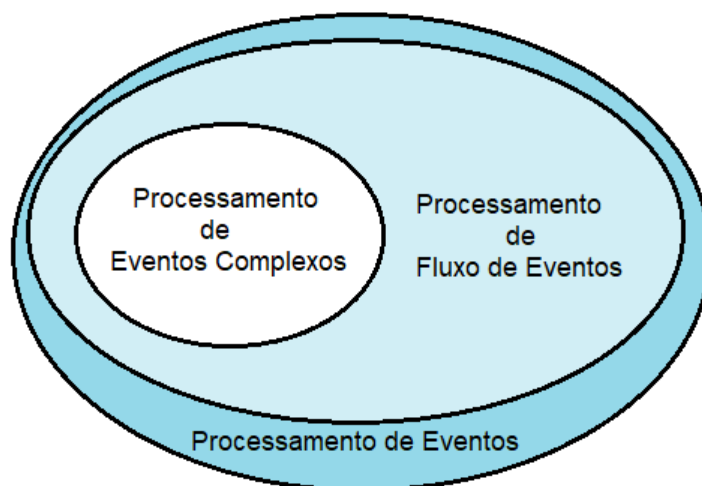 Processamento
de
Eventos Complexos
Processamento
de
Fluxo de Eventos
Processamento de Eventos